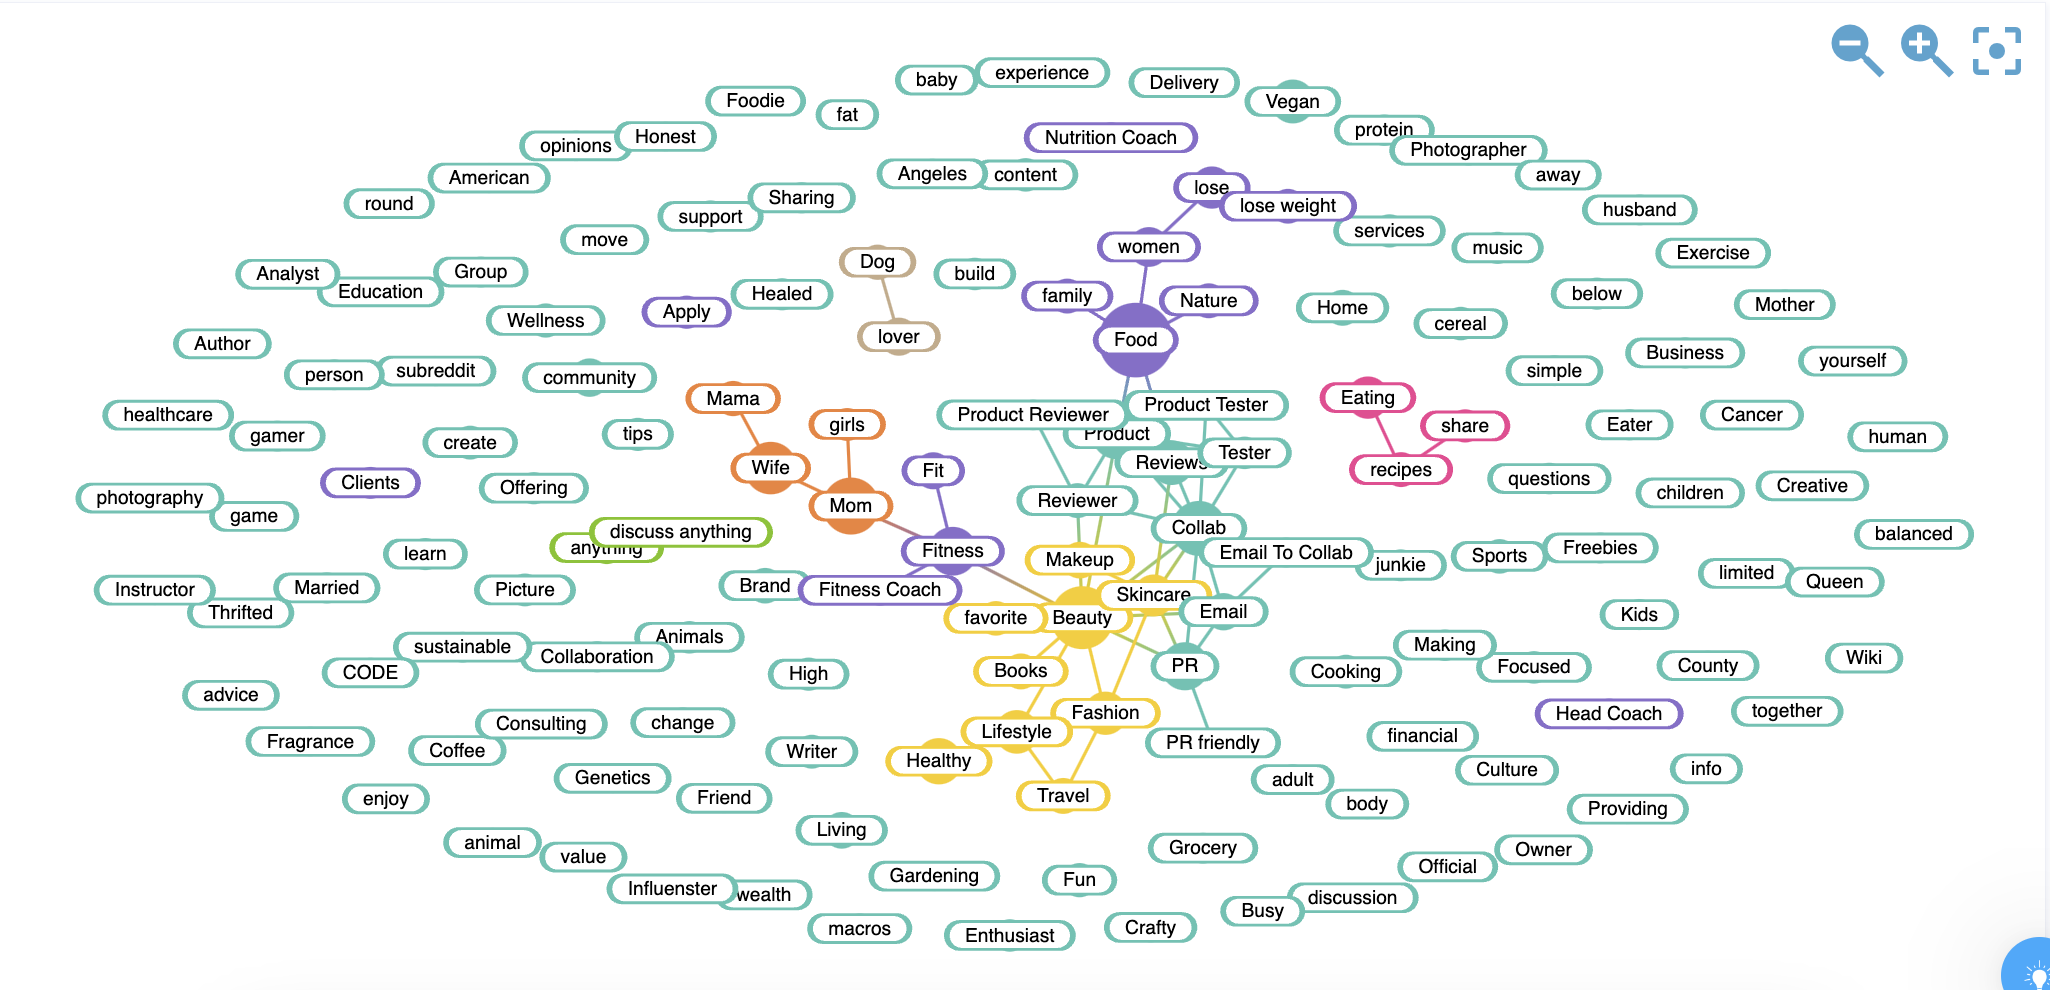 baby
experience
Delivery
Foodie
fat
Vegan
opinions
Honest
Nutrition Coach
protein
Photographer
American
Angeles
content
away
round
support
Sharing
lose
lose weight
husband
move
services
music
Exercise
women
Analyst
Education
Group
Dog
build
Healed
family
Nature
Home
below
Mother
Wellness
Apply
cereal
Author
lover
Food
Business
yourself
person
subreddit
community
simple
Mama
Eating
healthcare
Product Reviewer
Product Tester
Cancer
gamer
create
tips
girls
Product
share
Eater
human
Clients
Wife
Fit
Reviews
Tester
recipes
questions
photography
game
Offering
Mom
Reviewer
children
Creative
learn
anything
discuss anything
Fitness
Collab
balanced
Makeup
Email To Collab
junkie
Sports
Freebies
Instructor
Thrifted
Married
Picture
Brand
Fitness Coach
Skincare
limited
Queen
favorite
Beauty
Email
Kids
CODE
sustainable
Collaboration
Animals
High
Books
PR
Cooking
Making
Focused
County
Wiki
advice
Fragrance
Coffee
Consulting
change
Writer
Lifestyle
Fashion
PR friendly
financial
Head Coach
together
Healthy
enjoy
Genetics
Friend
Travel
adult
body
Culture
info
Providing
animal
value
Living
Grocery
Official
Owner
Influenster
wealth
Gardening
Fun
Busy
discussion
macros
Enthusiast
Crafty